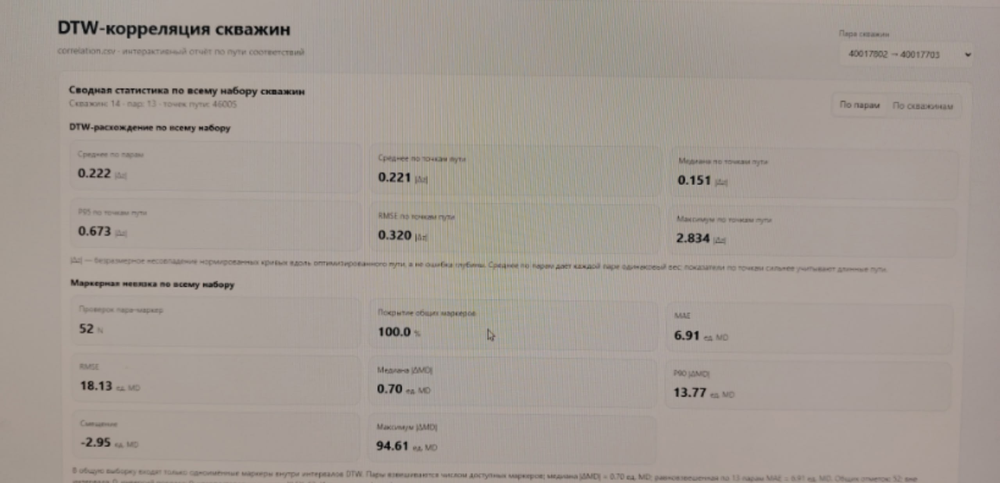 DTW-корреляция скважин
correlation.csv - интерактивный отчёт по пути соответствий
Пара скважин
40017802 → 40017703
Сводная статистика по всему набору скважин
Скважин: 14 · пар: 13 · точек пути: 46005
По парам По скважинам
DTW-расхождение по всему набору
Среднее по парам
0.222 |Δz|
Среднее по точкам пути
0.221 |Δz|
Медиана по точкам пути
0.151 |Δz|
P95 по точкам пути
0.673 |Δz|
RMSE по точкам пути
0.320 |Δz|
Максимум по точкам пути
2.834 |Δz|
|Δz| — безразмерное несовпадение нормированных кривых вдоль оптимизированного пути, а не ошибка глубины. Среднее по парам даёт каждой паре одинаковый вес; показатели по точкам сильнее учитывают длинные пути.
Маркерная невязка по всему набору
Проверок пара-маркер
52 N
Покрытие общих маркеров
100.0 %
MAE
6.91 ед. MD
RMSE
18.13 ед. MD
Медиана |ΔMD|
0.70 ед. MD
P90 |ΔMD|
13.77 ед. MD
Смещение
-2.95 ед. MD
Максимум |ΔMD|
94.61 ед. MD
В общую выборку входят только одноимённые маркеры внутри интервалов DTW. Пары взвешиваются числом доступных маркеров; медиана |ΔMD| = 0.70 ед. MD; равновзвешенная по 13 парам MAE = 6.91 ед. MD. Общих отметок: 52; вне